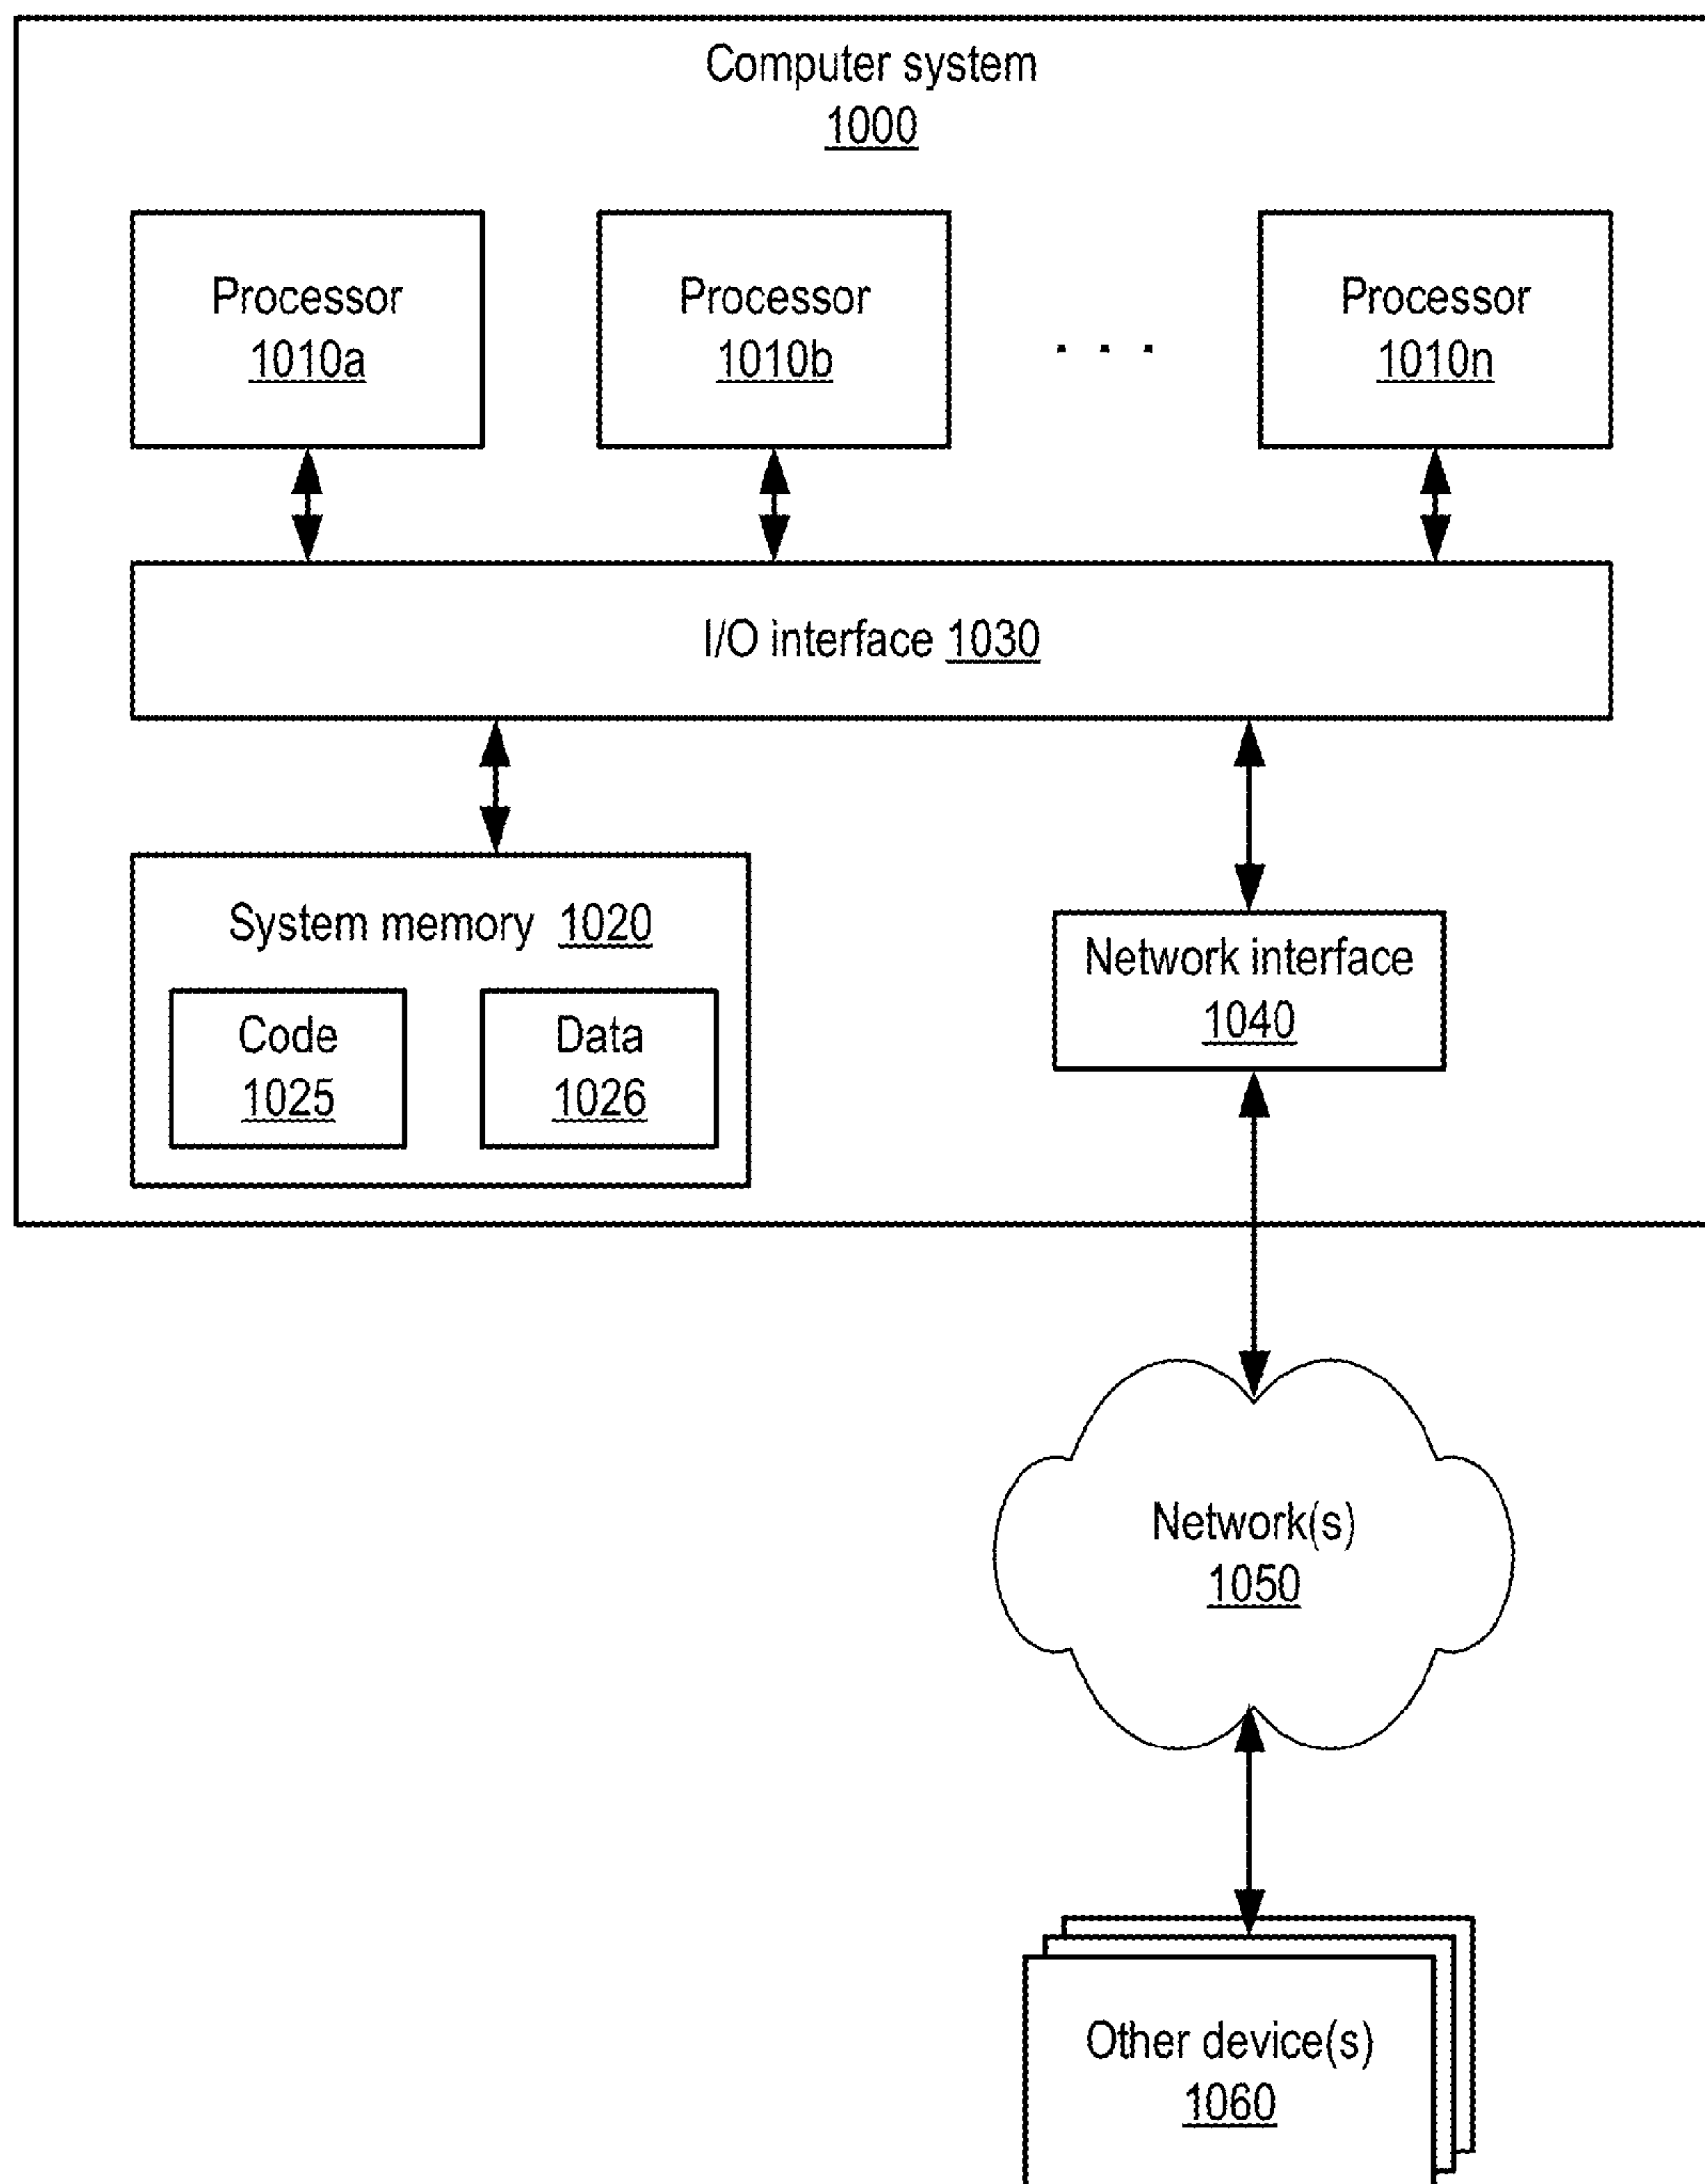 Computer system
1000
Processor
1010a
Processor
1010b
. . .
Processor
1010n
I/O interface 1030
System memory 1020
Code
1025
Data
1026
Network interface
1040
Network(s)
1050
Other device(s)
1060